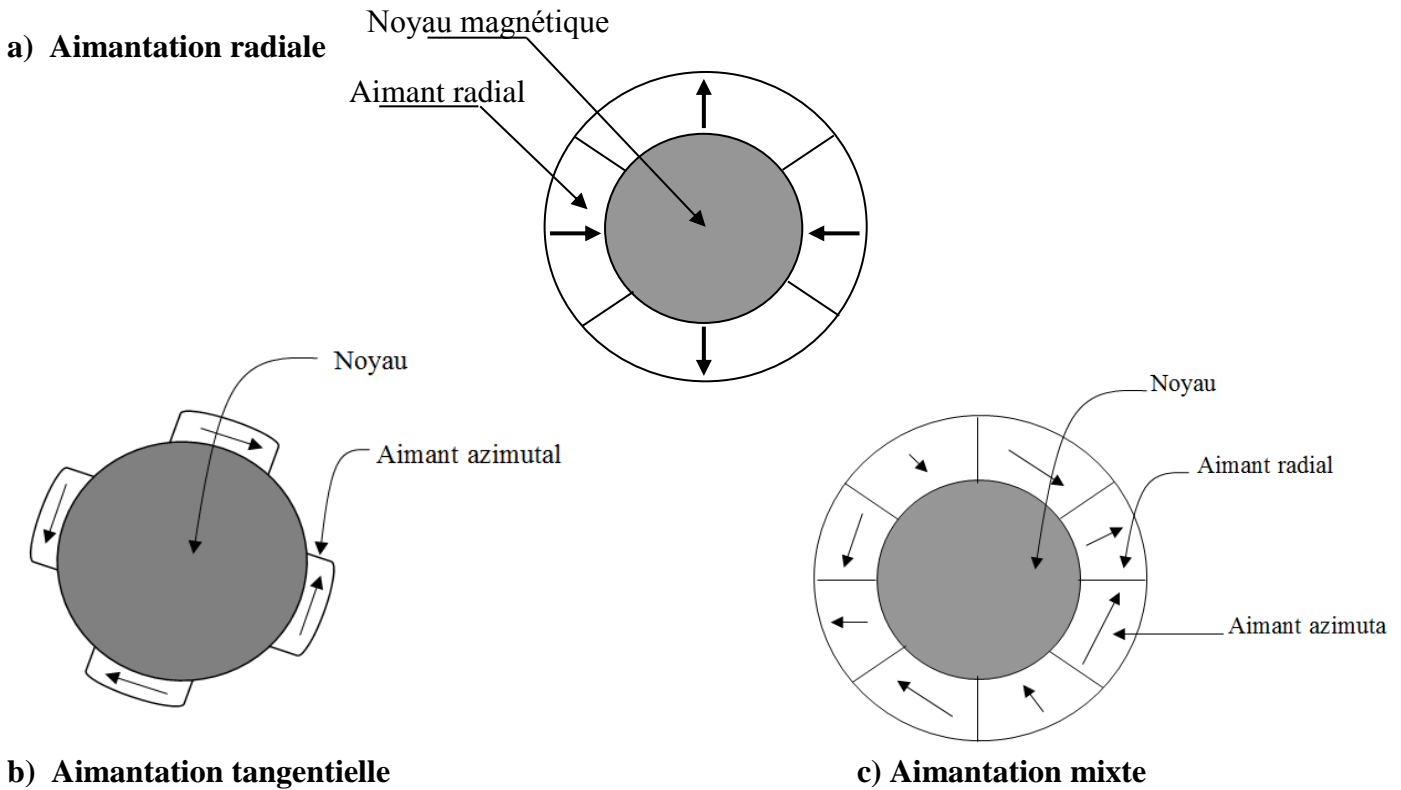 Noyau magnétique
a) Aimantation radiale
Aimant radial
Noyau
Aimant azimutal
Noyau
Aimant radial
Aimant azimuta
b) Aimantation tangentielle
c) Aimantation mixte